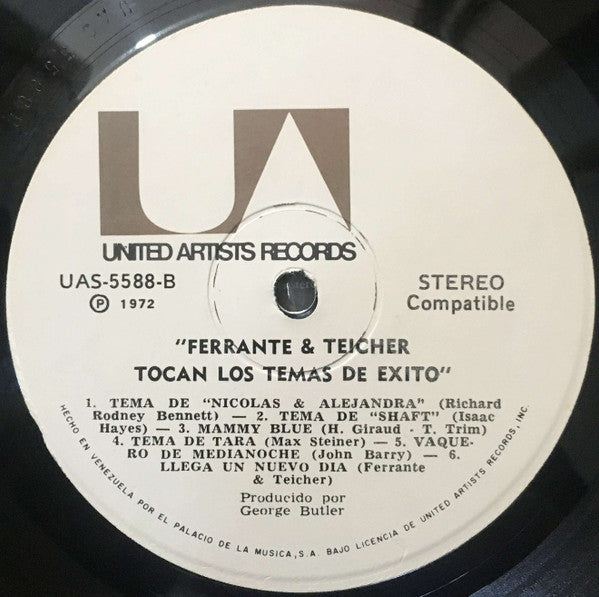 UA
UNITED ARTISTS RECORDS
UAS-5588-B
Ⓟ 1972
STEREO
Compatible
"FERRANTE & TEICHER
TOCAN LOS TEMAS DE EXITO"
1. TEMA DE "NICOLAS & ALEJANDRA" (Richard
Rodney Bennett) — 2. TEMA DE "SHAFT" (Isaac
Hayes) — 3. MAMMY BLUE (H. Giraud - T. Trim)
4. TEMA DE TARA (Max Steiner) — 5. VAQUE-
RO DE MEDIANOCHE (John Barry) — 6.
LLEGA UN NUEVO DIA (Ferrante
& Teicher)
Producido por
George Butler
HECHO EN VENEZUELA POR EL PALACIO DE LA MUSICA, S.A. BAJO LICENCIA DE UNITED ARTISTS RECORDS, INC.